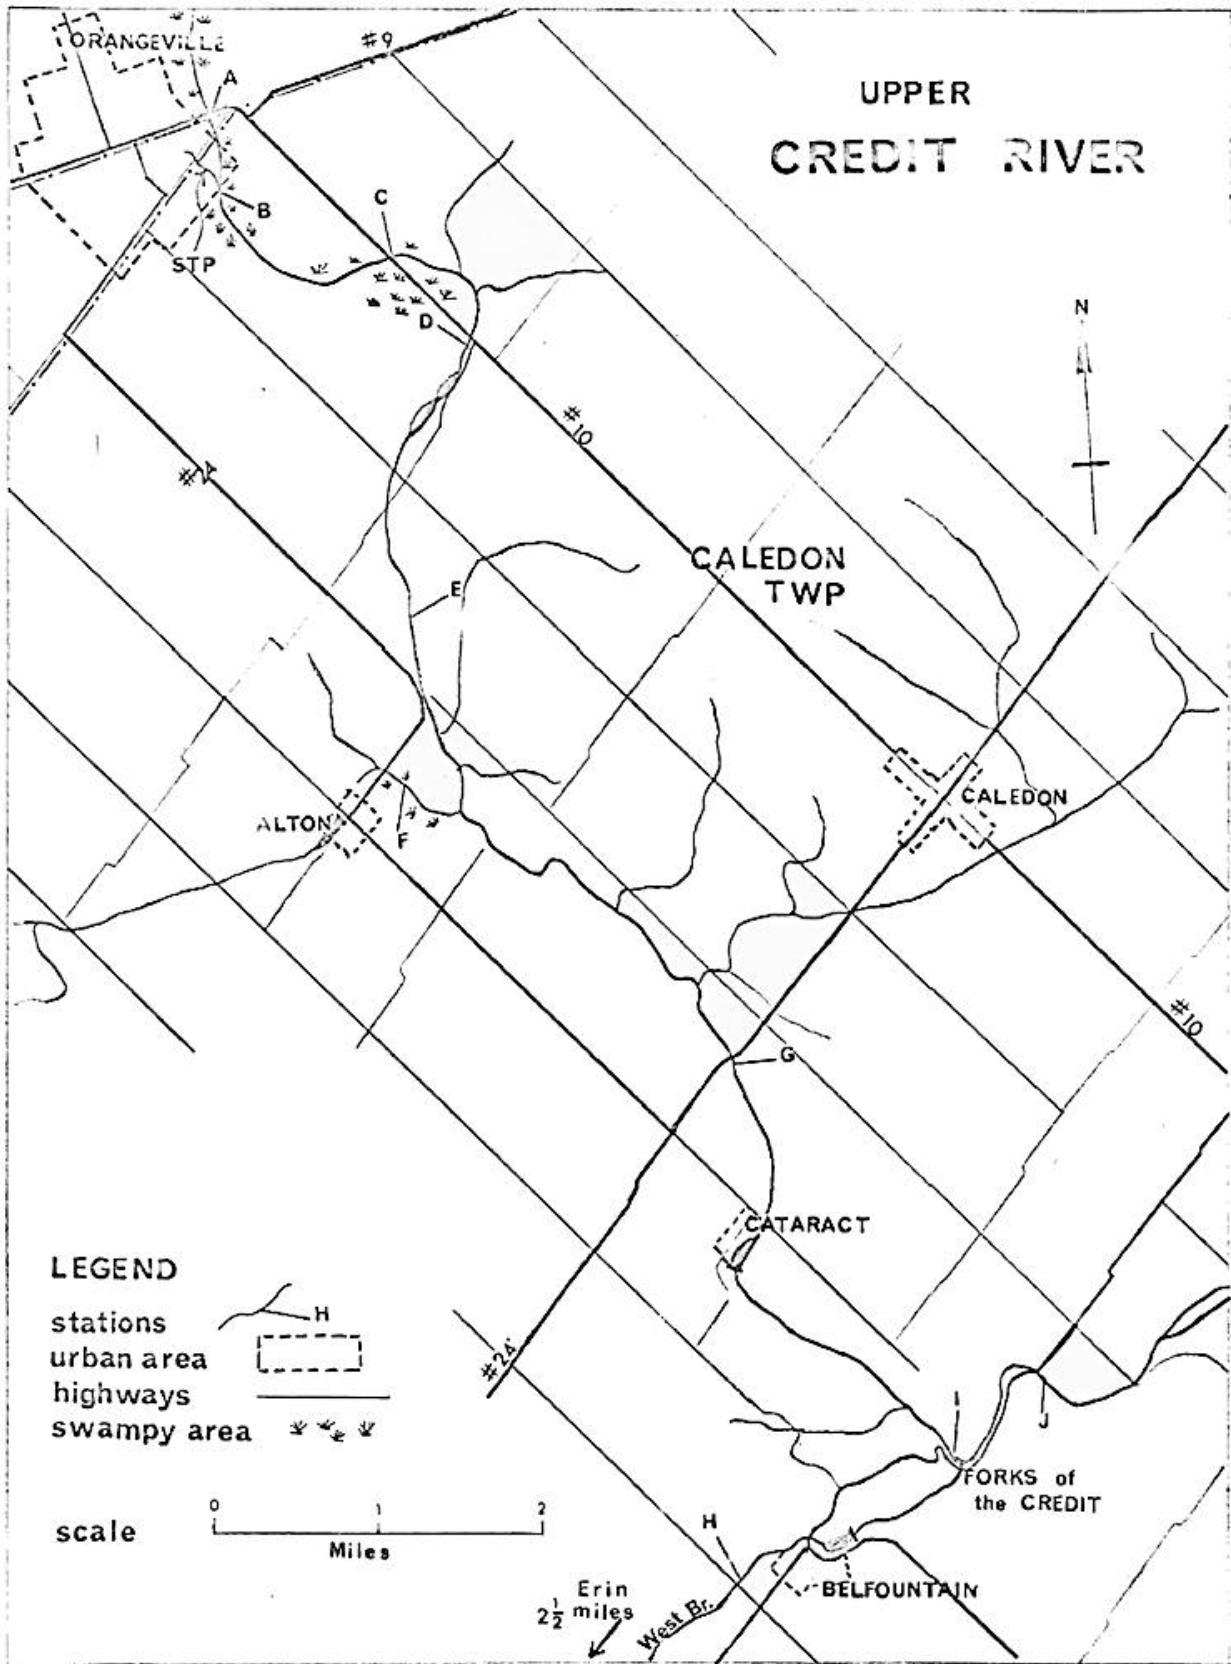 ORANGEVILLE
#9
A
UPPER
CREDIT RIVER
B
C
STP
D
N
#10
CALEDON
TWP
E
CALEDON
ALTON
F
#10
G
CATARACT
LEGEND
stations H
urban area
highways
swampy area
#24
I
J
FORKS of
the CREDIT
scale
0 1 2
Miles
H
BELFOUNTAIN
Erin
2½ miles
West Br.